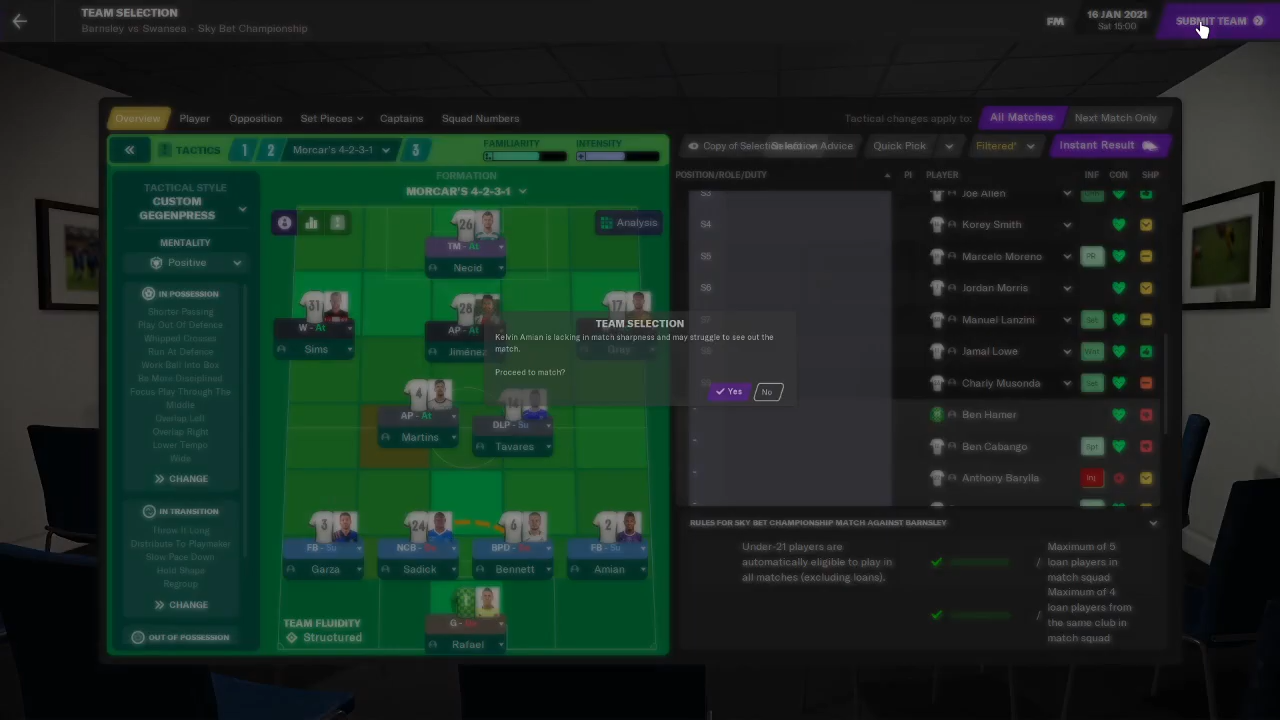 TEAM SELECTION
Barnsley vs Swansea - Sky Bet Championship
FM
16 JAN 2021
Sat 15:00
SUBMIT TEAM
Overview
Player
Opposition
Set Pieces
Captains
Squad Numbers
Tactical changes apply to:
All Matches
Next Match Only
TACTICS
1
2
Morcar's 4-2-3-1
3
FAMILIARITY
INTENSITY
Selection Advice
Quick Pick
Filtered*
Instant Result
TACTICAL STYLE
CUSTOM
GEGENPRESS
MENTALITY
Positive
IN POSSESSION
Shorter Passing
Play Out Of Defence
Whipped Crosses
Run At Defence
Work Ball Into Box
Be More Disciplined
Focus Play Through The
Middle
Overlap Left
Overlap Right
Lower Tempo
Wide
CHANGE
IN TRANSITION
Throw It Long
Distribute To Playmaker
Slow Pace Down
Hold Shape
Regroup
CHANGE
OUT OF POSSESSION
FORMATION
MORCAR'S 4-2-3-1
Analysis
26
TM - At
Necid
31
W - At
Sims
28
AP - At
Jiméne
17
4
AP - At
Martins
DLP - Su
Tavares
3
FB - Su
Garza
24
NCB - De
Sadick
6
BPD - De
Bennett
2
FB - Su
Amian
G - De
Rafael
TEAM FLUIDITY
Structured
POSITION/ROLE/DUTY
PI
PLAYER
INF
CON
SHP
S3
Joe Allen
S4
Korey Smith
S5
Marcelo Moreno
PR
S6
Jordan Morris
Manuel Lanzini
Jamal Lowe
Charly Musonda
Ben Hamer
-
Ben Cabango
-
Anthony Barylla
Inj
TEAM SELECTION
Kelvin Amian is lacking in match sharpness and may struggle to see out the
match.
Proceed to match?
Yes
No
RULES FOR SKY BET CHAMPIONSHIP MATCH AGAINST BARNSLEY
Under-21 players are
automatically eligible to play in
all matches (excluding loans).
/
Maximum of 5
loan players in
match squad
/
Maximum of 4
loan players from
the same club in
match squad